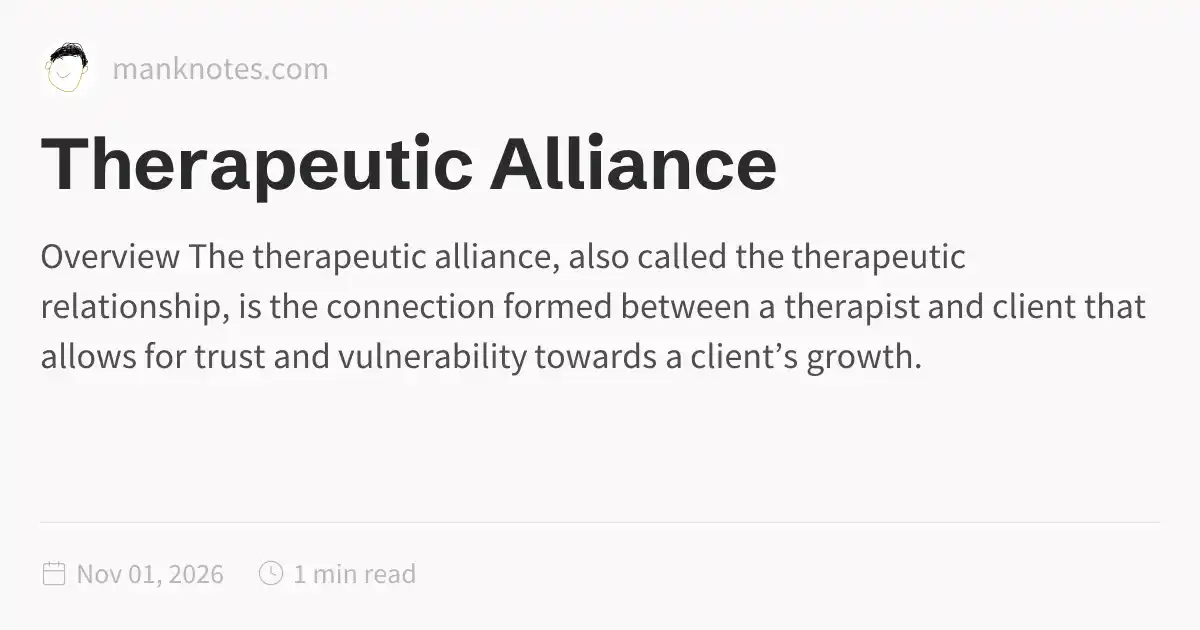 manknotes.com
Therapeutic Alliance
Overview The therapeutic alliance, also called the therapeutic
relationship, is the connection formed between a therapist and client that
allows for trust and vulnerability towards a client’s growth.
Nov 01, 2026 1 min read